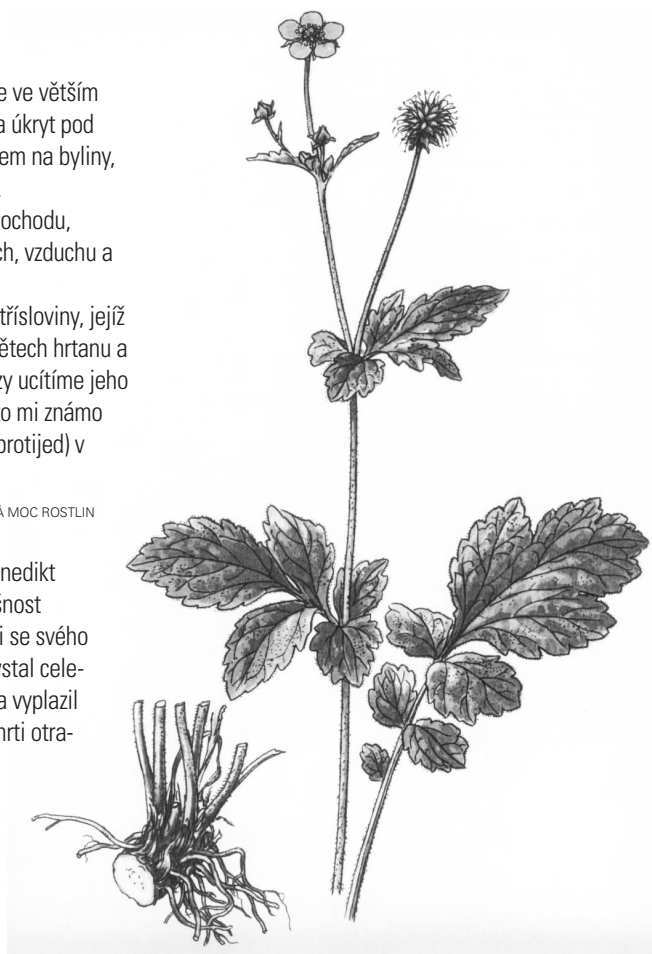 e ve větším
a úkryt pod
em na byliny,
ochodu,
ch, vzduchu a
třísloviny, jejíž
ětech hrtanu a
zy ucítíme jeho
to mi známo
protijed) v
Á MOC ROSTLIN
nedikt
šnost
i se svého
ystal cele-
a vyplazil
nrti otra-